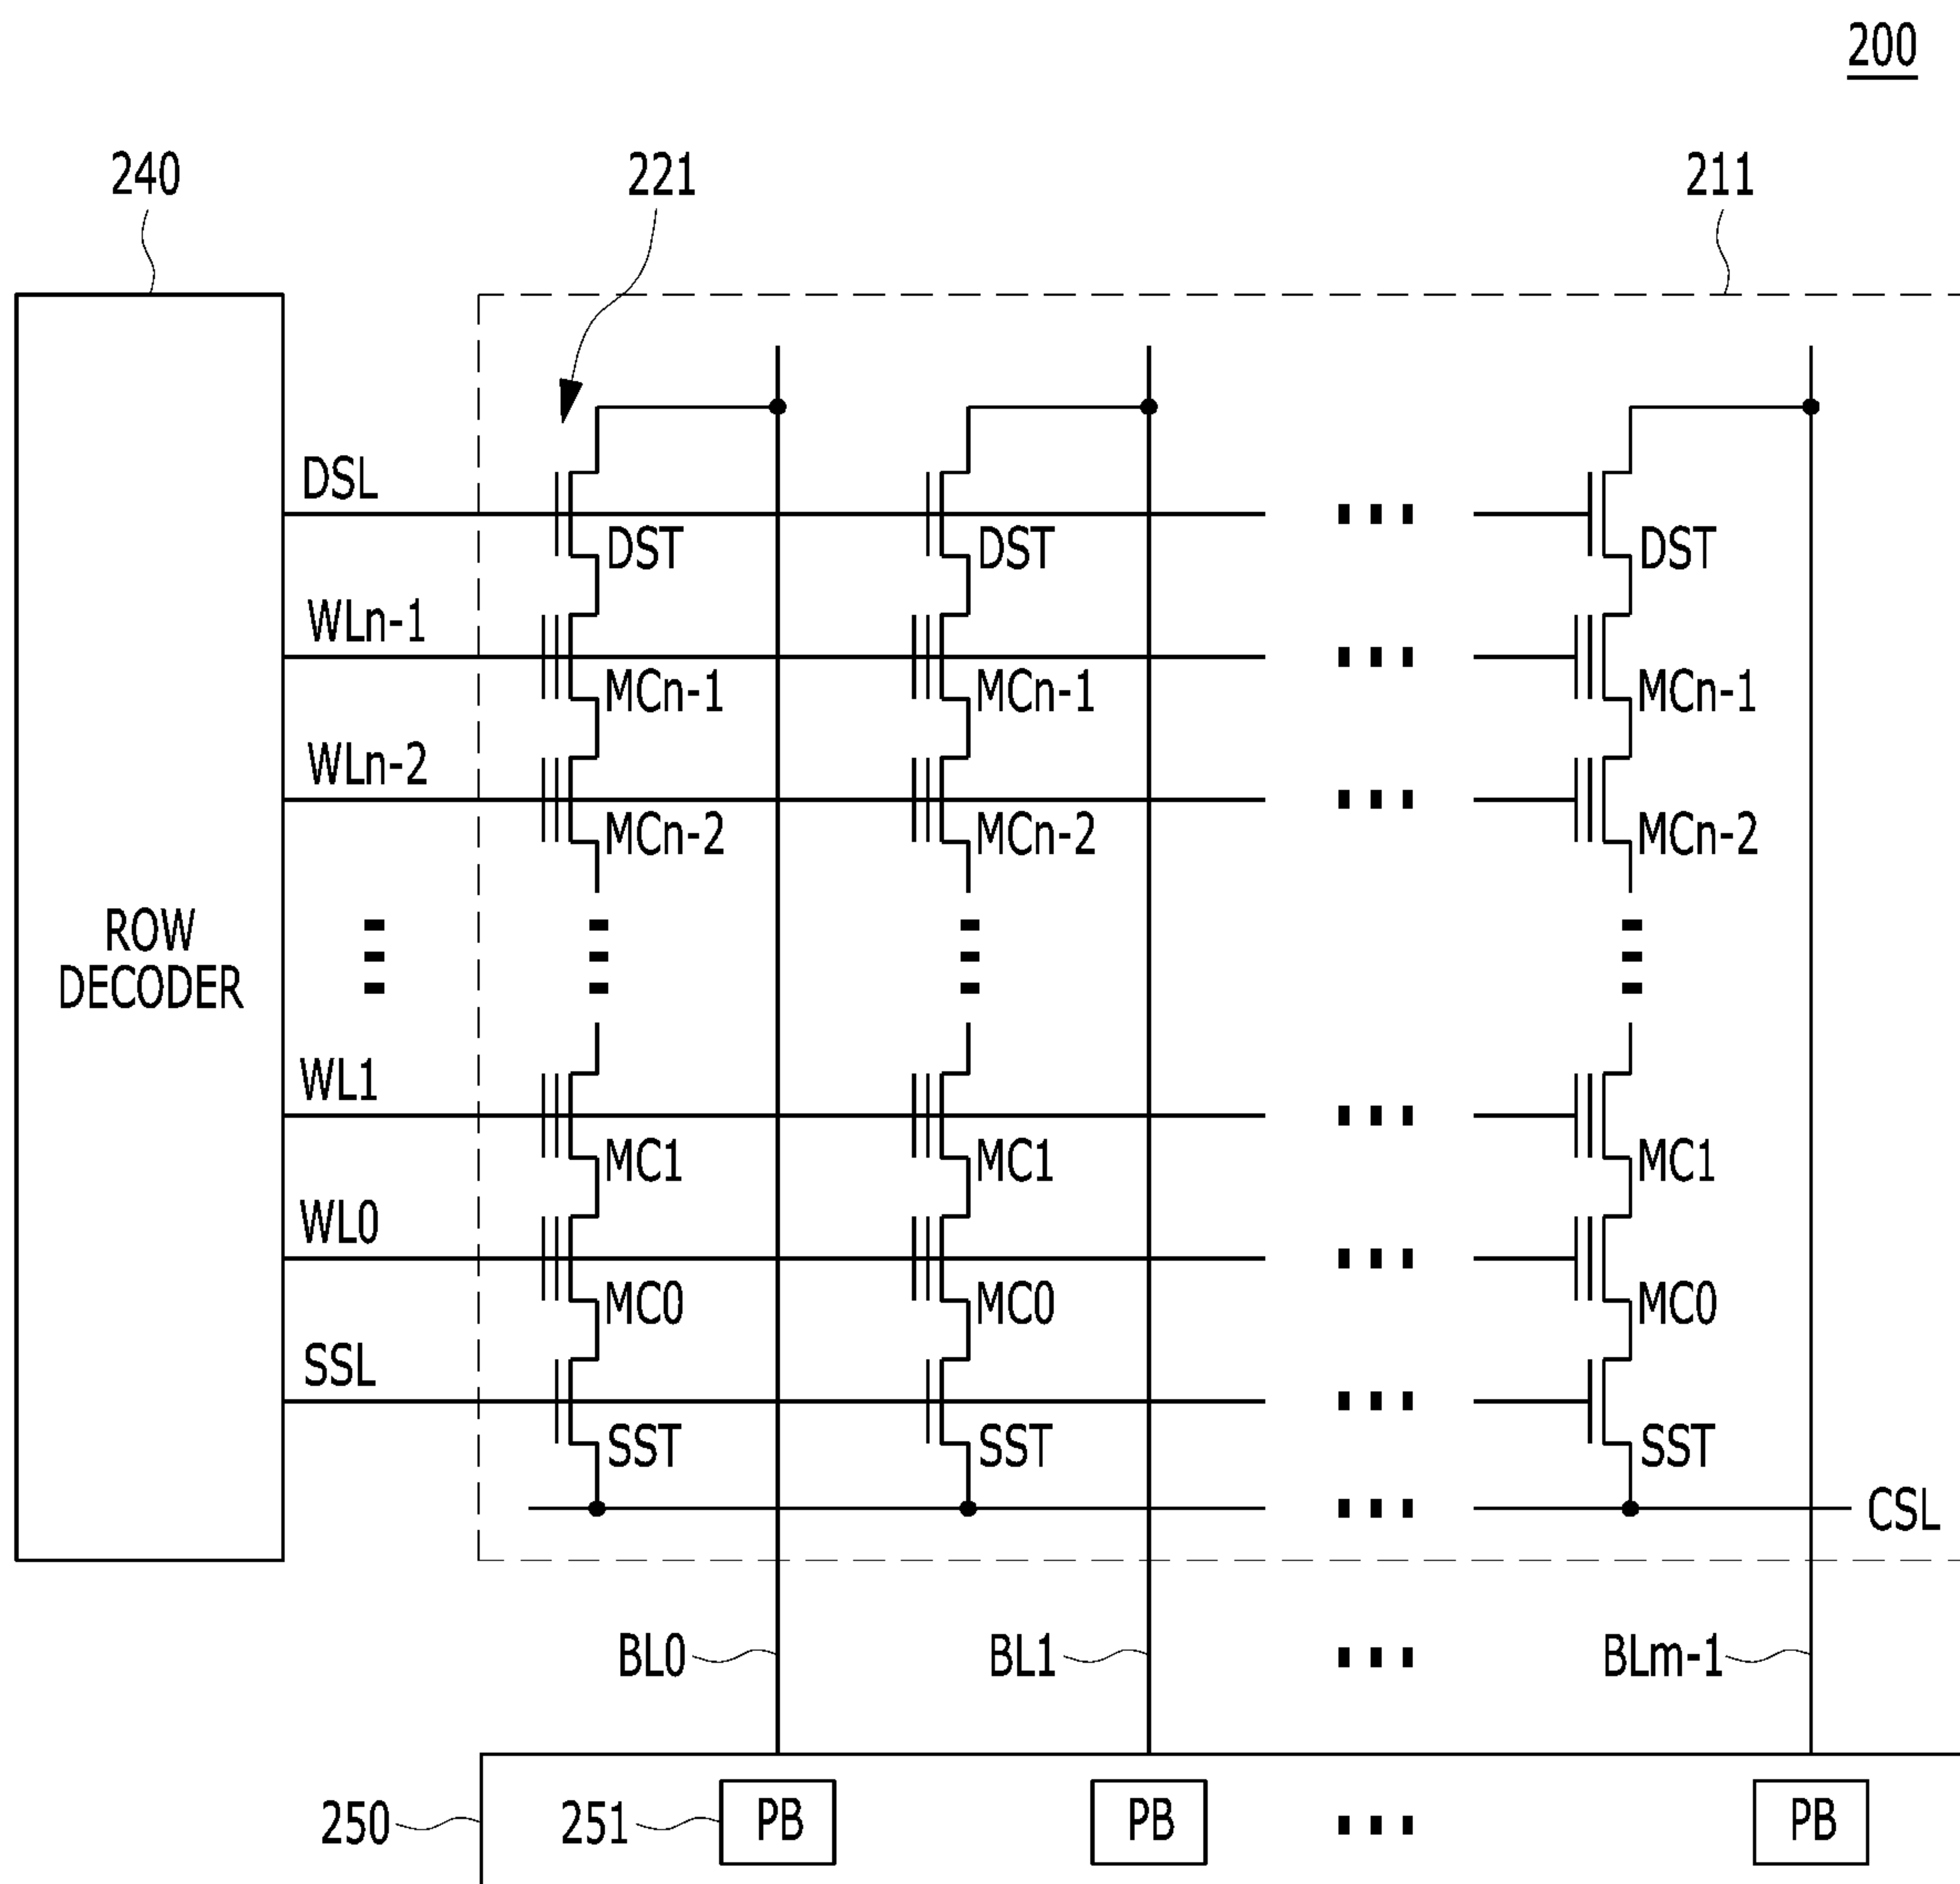 200
240
221
211
DSL
DST DST DST
WLn-1
MCn-1 MCn-1 MCn-1
WLn-2
MCn-2 MCn-2 MCn-2
ROW
DECODER
WL1
MC1 MC1 MC1
WL0
MC0 MC0 MC0
SSL
SST SST SST
CSL
BL0 BL1 BLm-1
250 251 PB PB PB